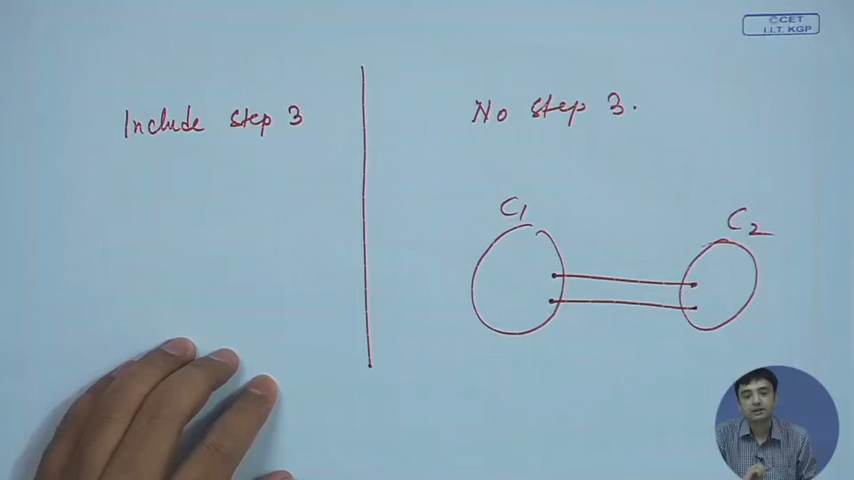 ©CET
I.I.T. KGP
Include step 3
No step 3.
C1
C2